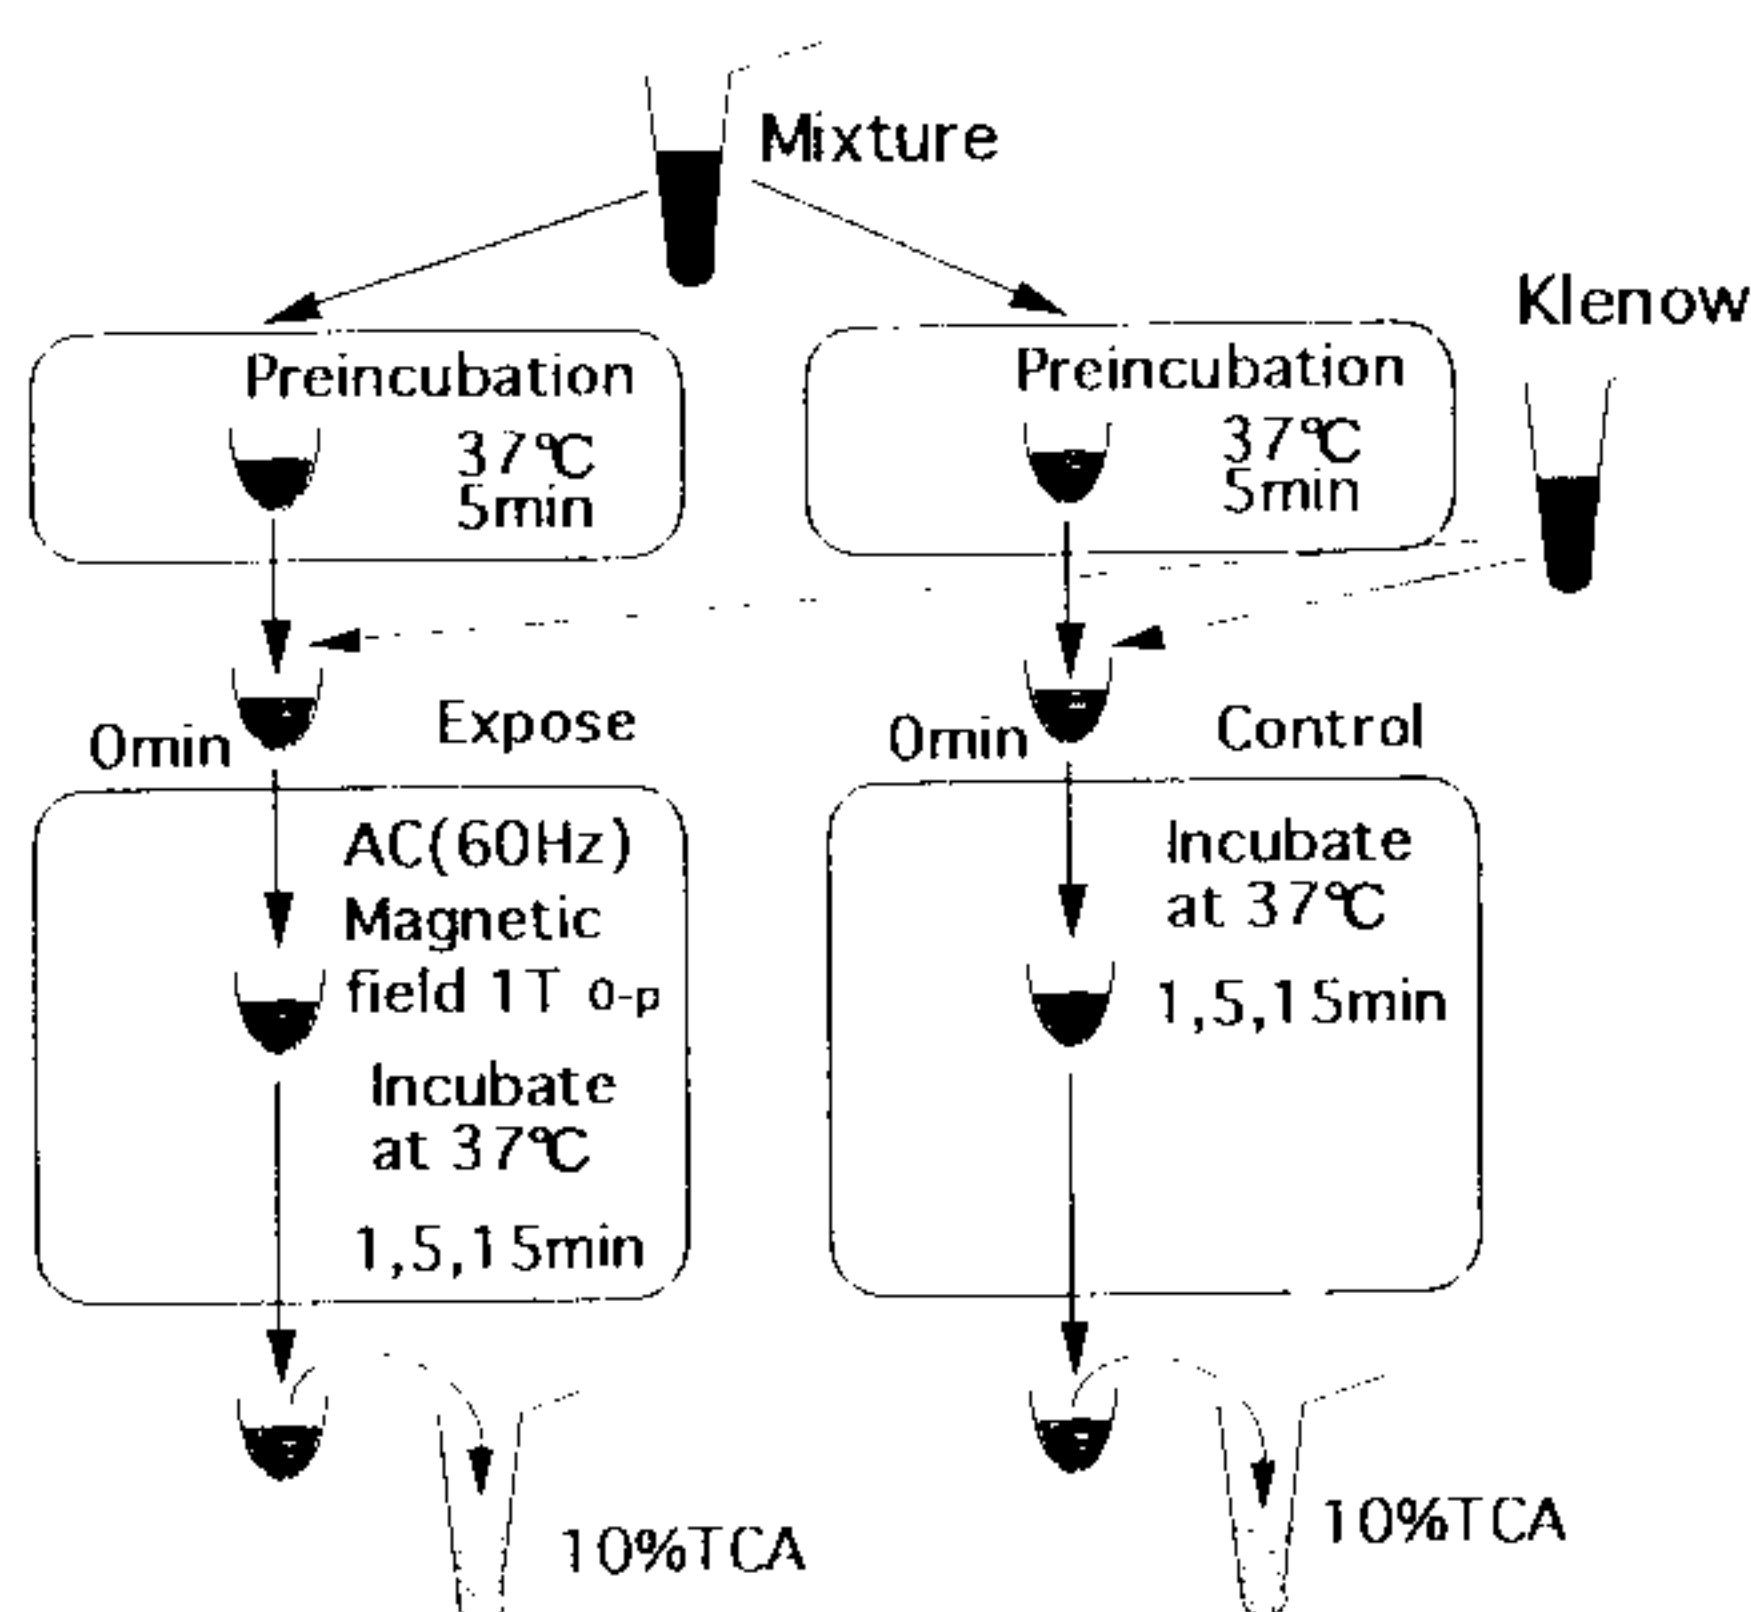 Mixture
Klenow
Preincubation
37℃
5min
Preincubation
37℃
5min
0min
Expose
0min
Control
AC(60Hz)
Magnetic
field 1T 0-p
Incubate
at 37℃
1,5,15min
Incubate
at 37℃
1,5,15min
10%TCA
10%TCA